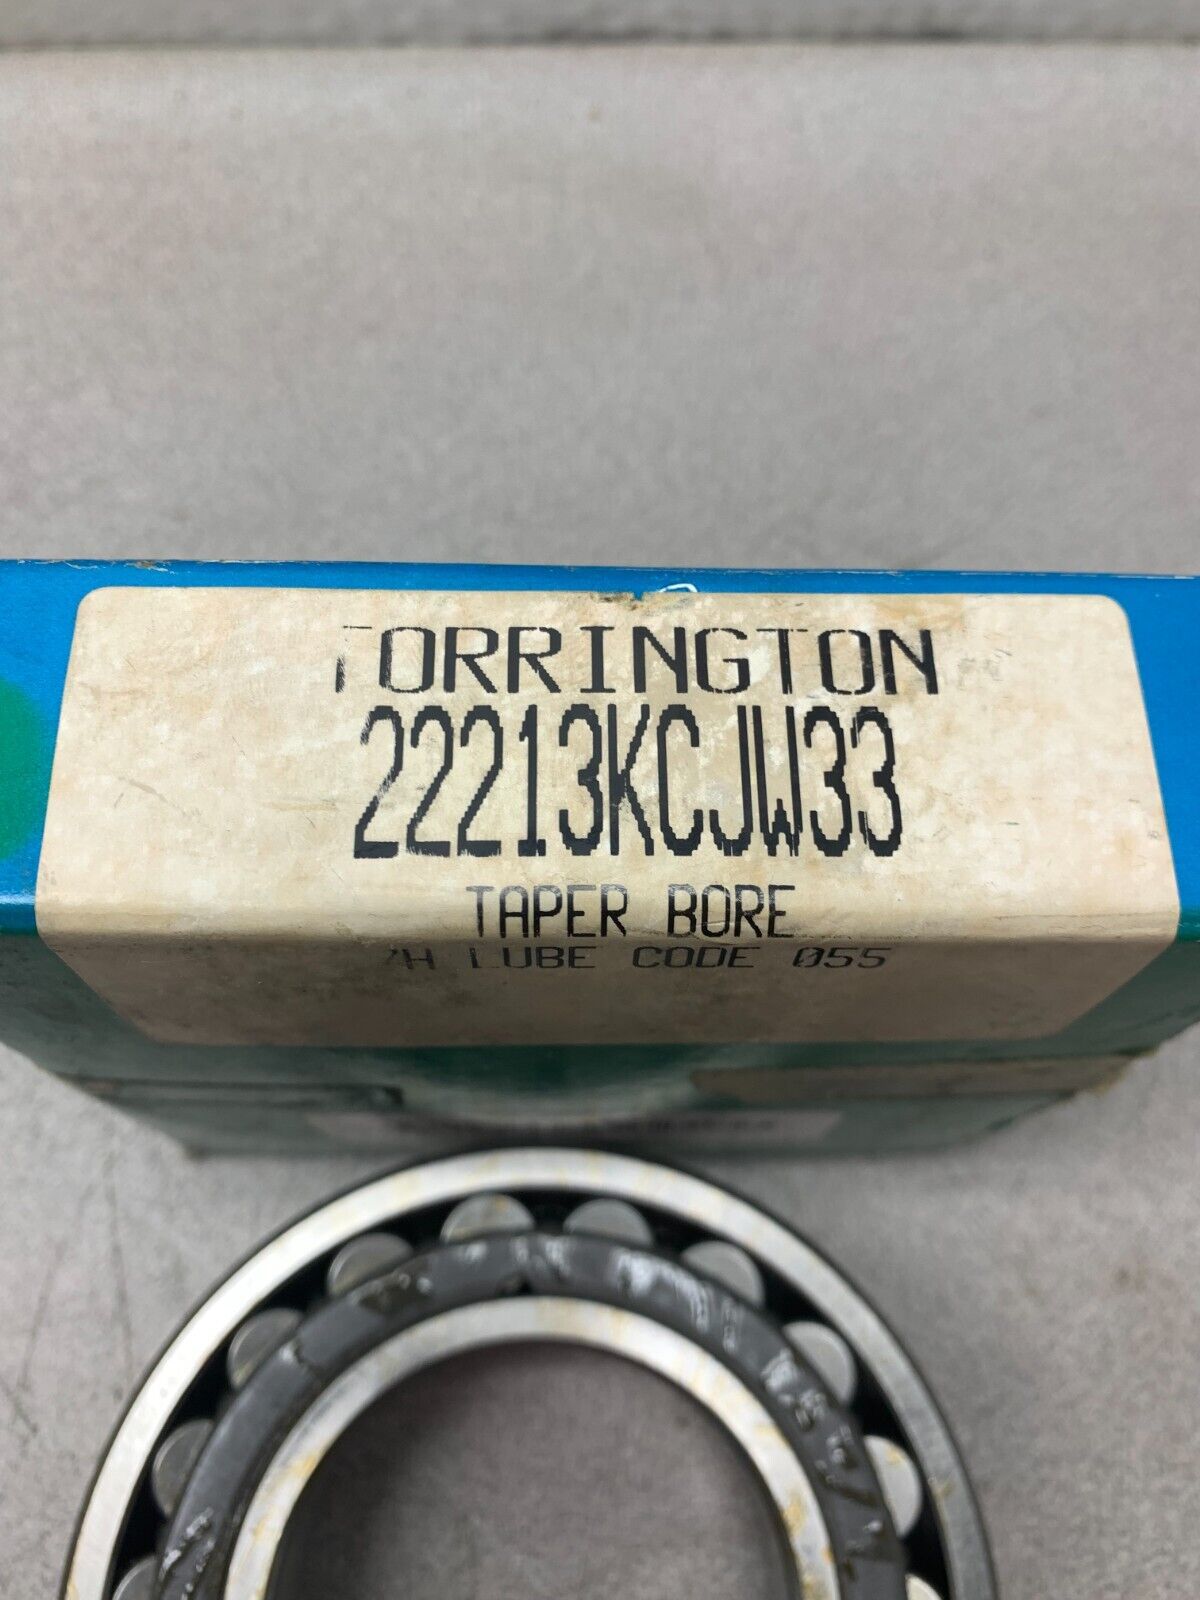 TORRINGTON
22213KCJW33
TAPER BORE
LUBE CODE 055